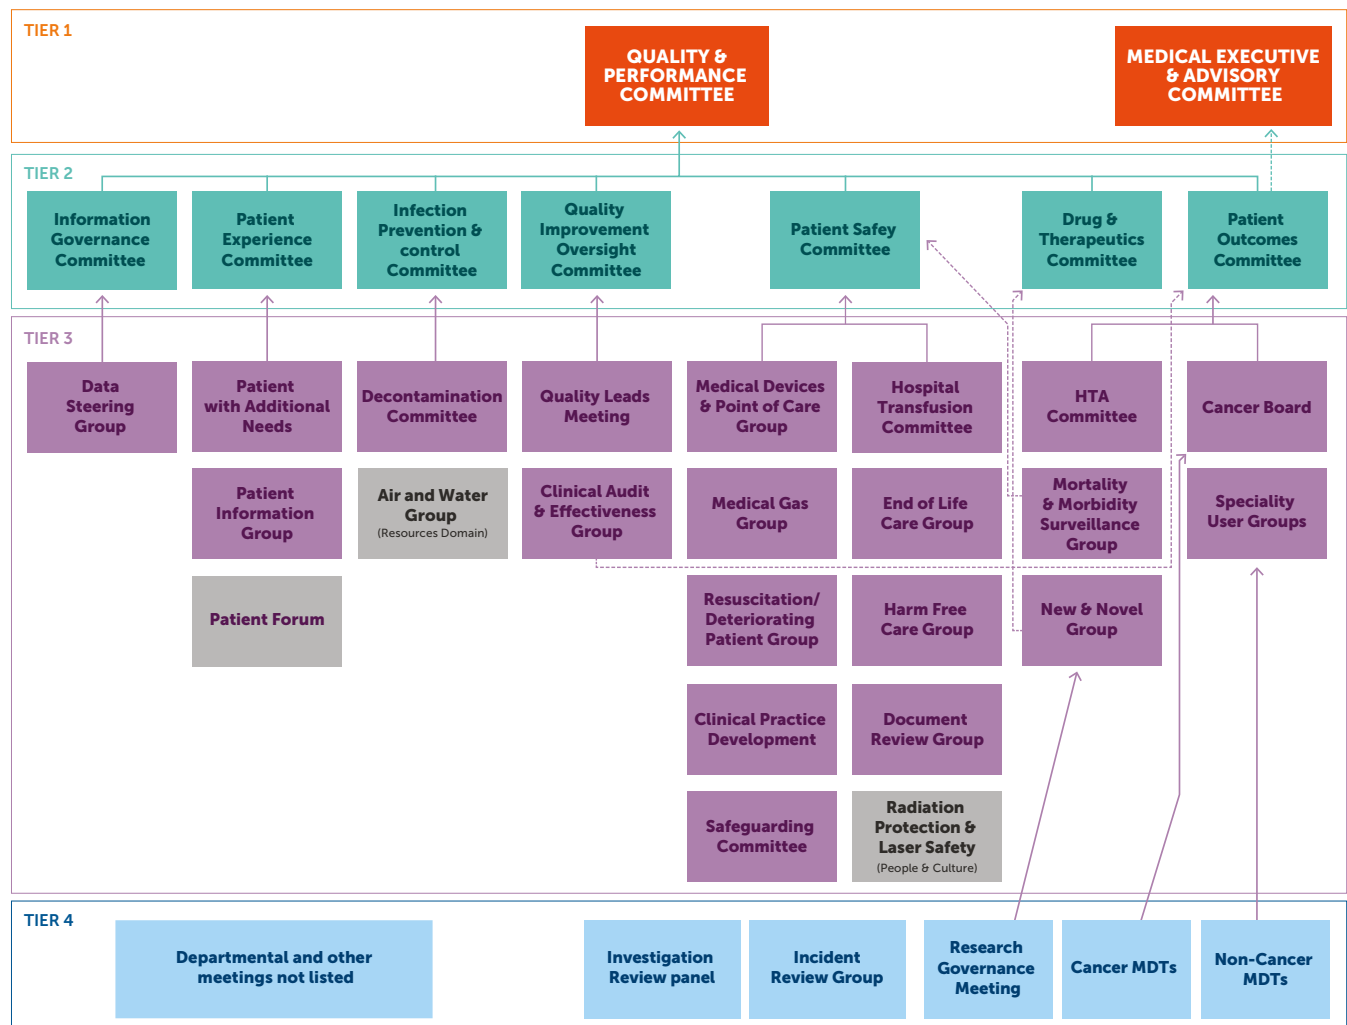 TIER 1
QUALITY &
PERFORMANCE
COMMITTEE
MEDICAL EXECUTIVE
& ADVISORY
COMMITTEE
TIER 2
Information
Governance
Committee
Patient
Experience
Committee
Infection
Prevention &
control
Committee
Quality
Improvement
Oversight
Committee
Patient Safey
Committee
Drug &
Therapeutics
Committee
Patient
Outcomes
Committee
TIER 3
Data
Steering
Group
Patient
with Additional
Needs
Decontamination
Committee
Quality Leads
Meeting
Medical Devices
& Point of Care
Group
Hospital
Transfusion
Committee
HTA
Committee
Cancer Board
Patient
Information
Group
Air and Water
Group
(Resources Domain)
Clinical Audit
& Effectiveness
Group
Medical Gas
Group
End of Life
Care Group
Mortality
& Morbidity
Surveillance
Group
Speciality
User Groups
Patient Forum
Resuscitation/
Deteriorating
Patient Group
Harm Free
Care Group
New & Novel
Group
Clinical Practice
Development
Document
Review Group
Safeguarding
Committee
Radiation
Protection &
Laser Safety
(People & Culture)
TIER 4
Departmental and other
meetings not listed
Investigation
Review panel
Incident
Review Group
Research
Governance
Meeting
Cancer MDTs
Non-Cancer
MDTs